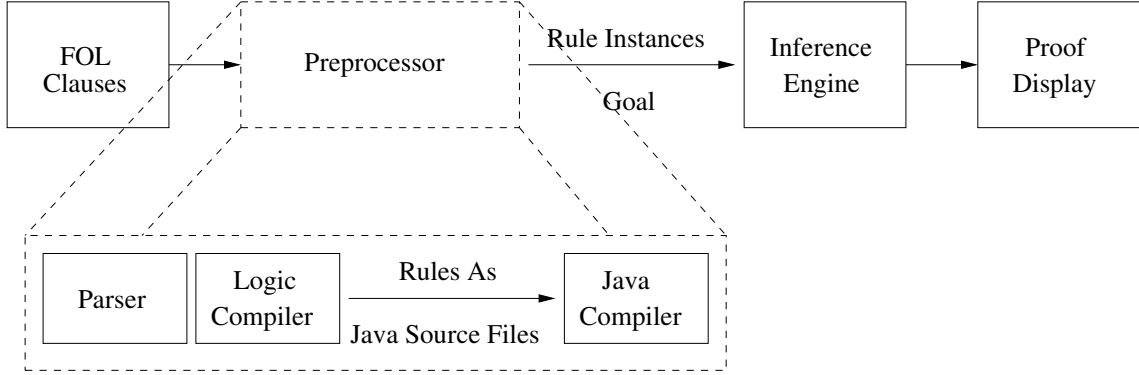 FOL
Clauses
Preprocessor
Rule Instances
Goal
Inference
Engine
Proof
Display
Parser
Logic
Compiler
Rules As
Java Source Files
Java
Compiler